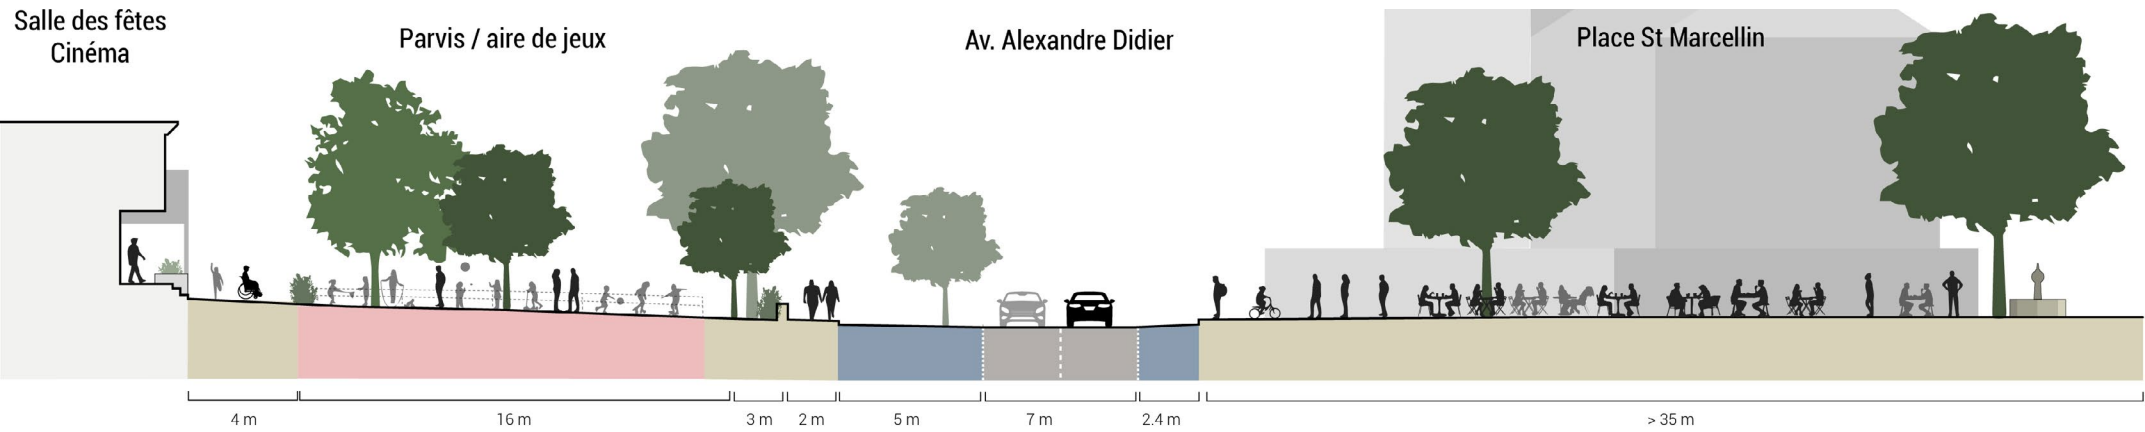 Salle des fêtes
Cinéma
Parvis / aire de jeux
Av. Alexandre Didier
Place St Marcellin
4 m
16 m
3 m
2 m
5 m
7 m
2.4 m
> 35 m